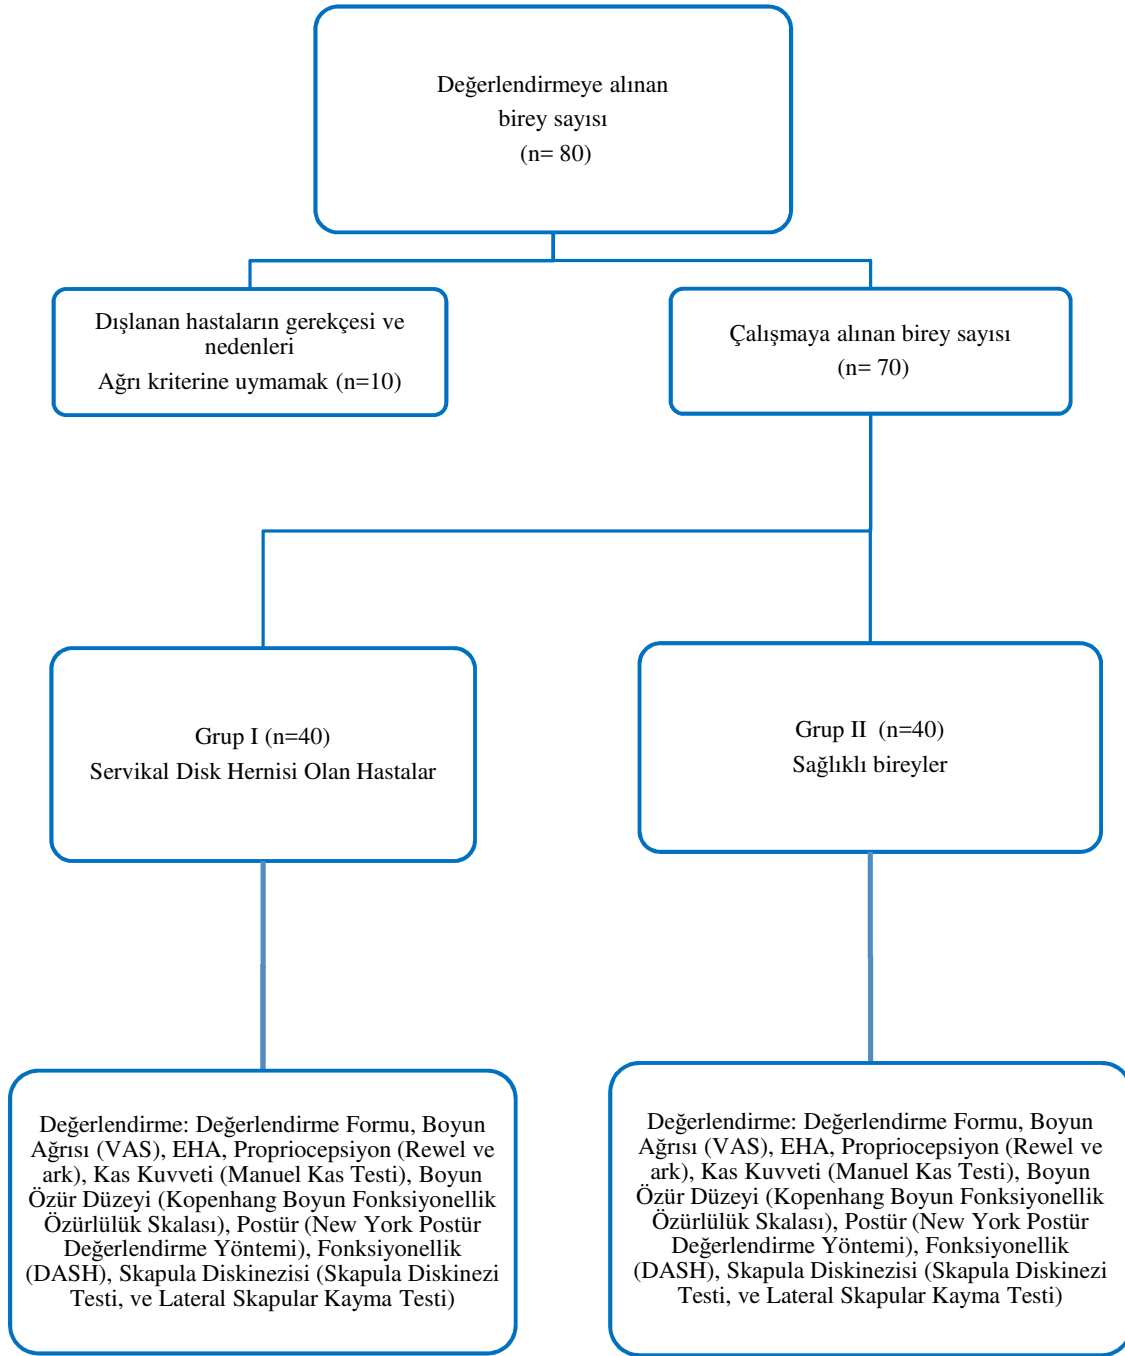 Değerlendirmeye alınan
birey sayısı
(n= 80)
Dışlanan hastaların gerekçesi ve
nedenleri
Ağrı kriterine uymamak (n=10)
Çalışmaya alınan birey sayısı
(n= 70)
Grup I (n=40)
Servikal Disk Hernisi Olan Hastalar
Grup II (n=40)
Sağlıklı bireyler
Değerlendirme: Değerlendirme Formu, Boyun
Ağrısı (VAS), EHA, Propriocepsiyon (Rewel ve
ark), Kas Kuvveti (Manuel Kas Testi), Boyun
Özür Düzeyi (Kopenhang Boyun Fonksiyonellik
Özürlülük Skalası), Postür (New York Postür
Değerlendirme Yöntemi), Fonksiyonellik
(DASH), Skapula Diskinezisi (Skapula Diskinezi
Testi, ve Lateral Skapular Kayma Testi)
Değerlendirme: Değerlendirme Formu, Boyun
Ağrısı (VAS), EHA, Propriocepsiyon (Rewel ve
ark), Kas Kuvveti (Manuel Kas Testi), Boyun
Özür Düzeyi (Kopenhang Boyun Fonksiyonellik
Özürlülük Skalası), Postür (New York Postür
Değerlendirme Yöntemi), Fonksiyonellik
(DASH), Skapula Diskinezisi (Skapula Diskinezi
Testi, ve Lateral Skapular Kayma Testi)